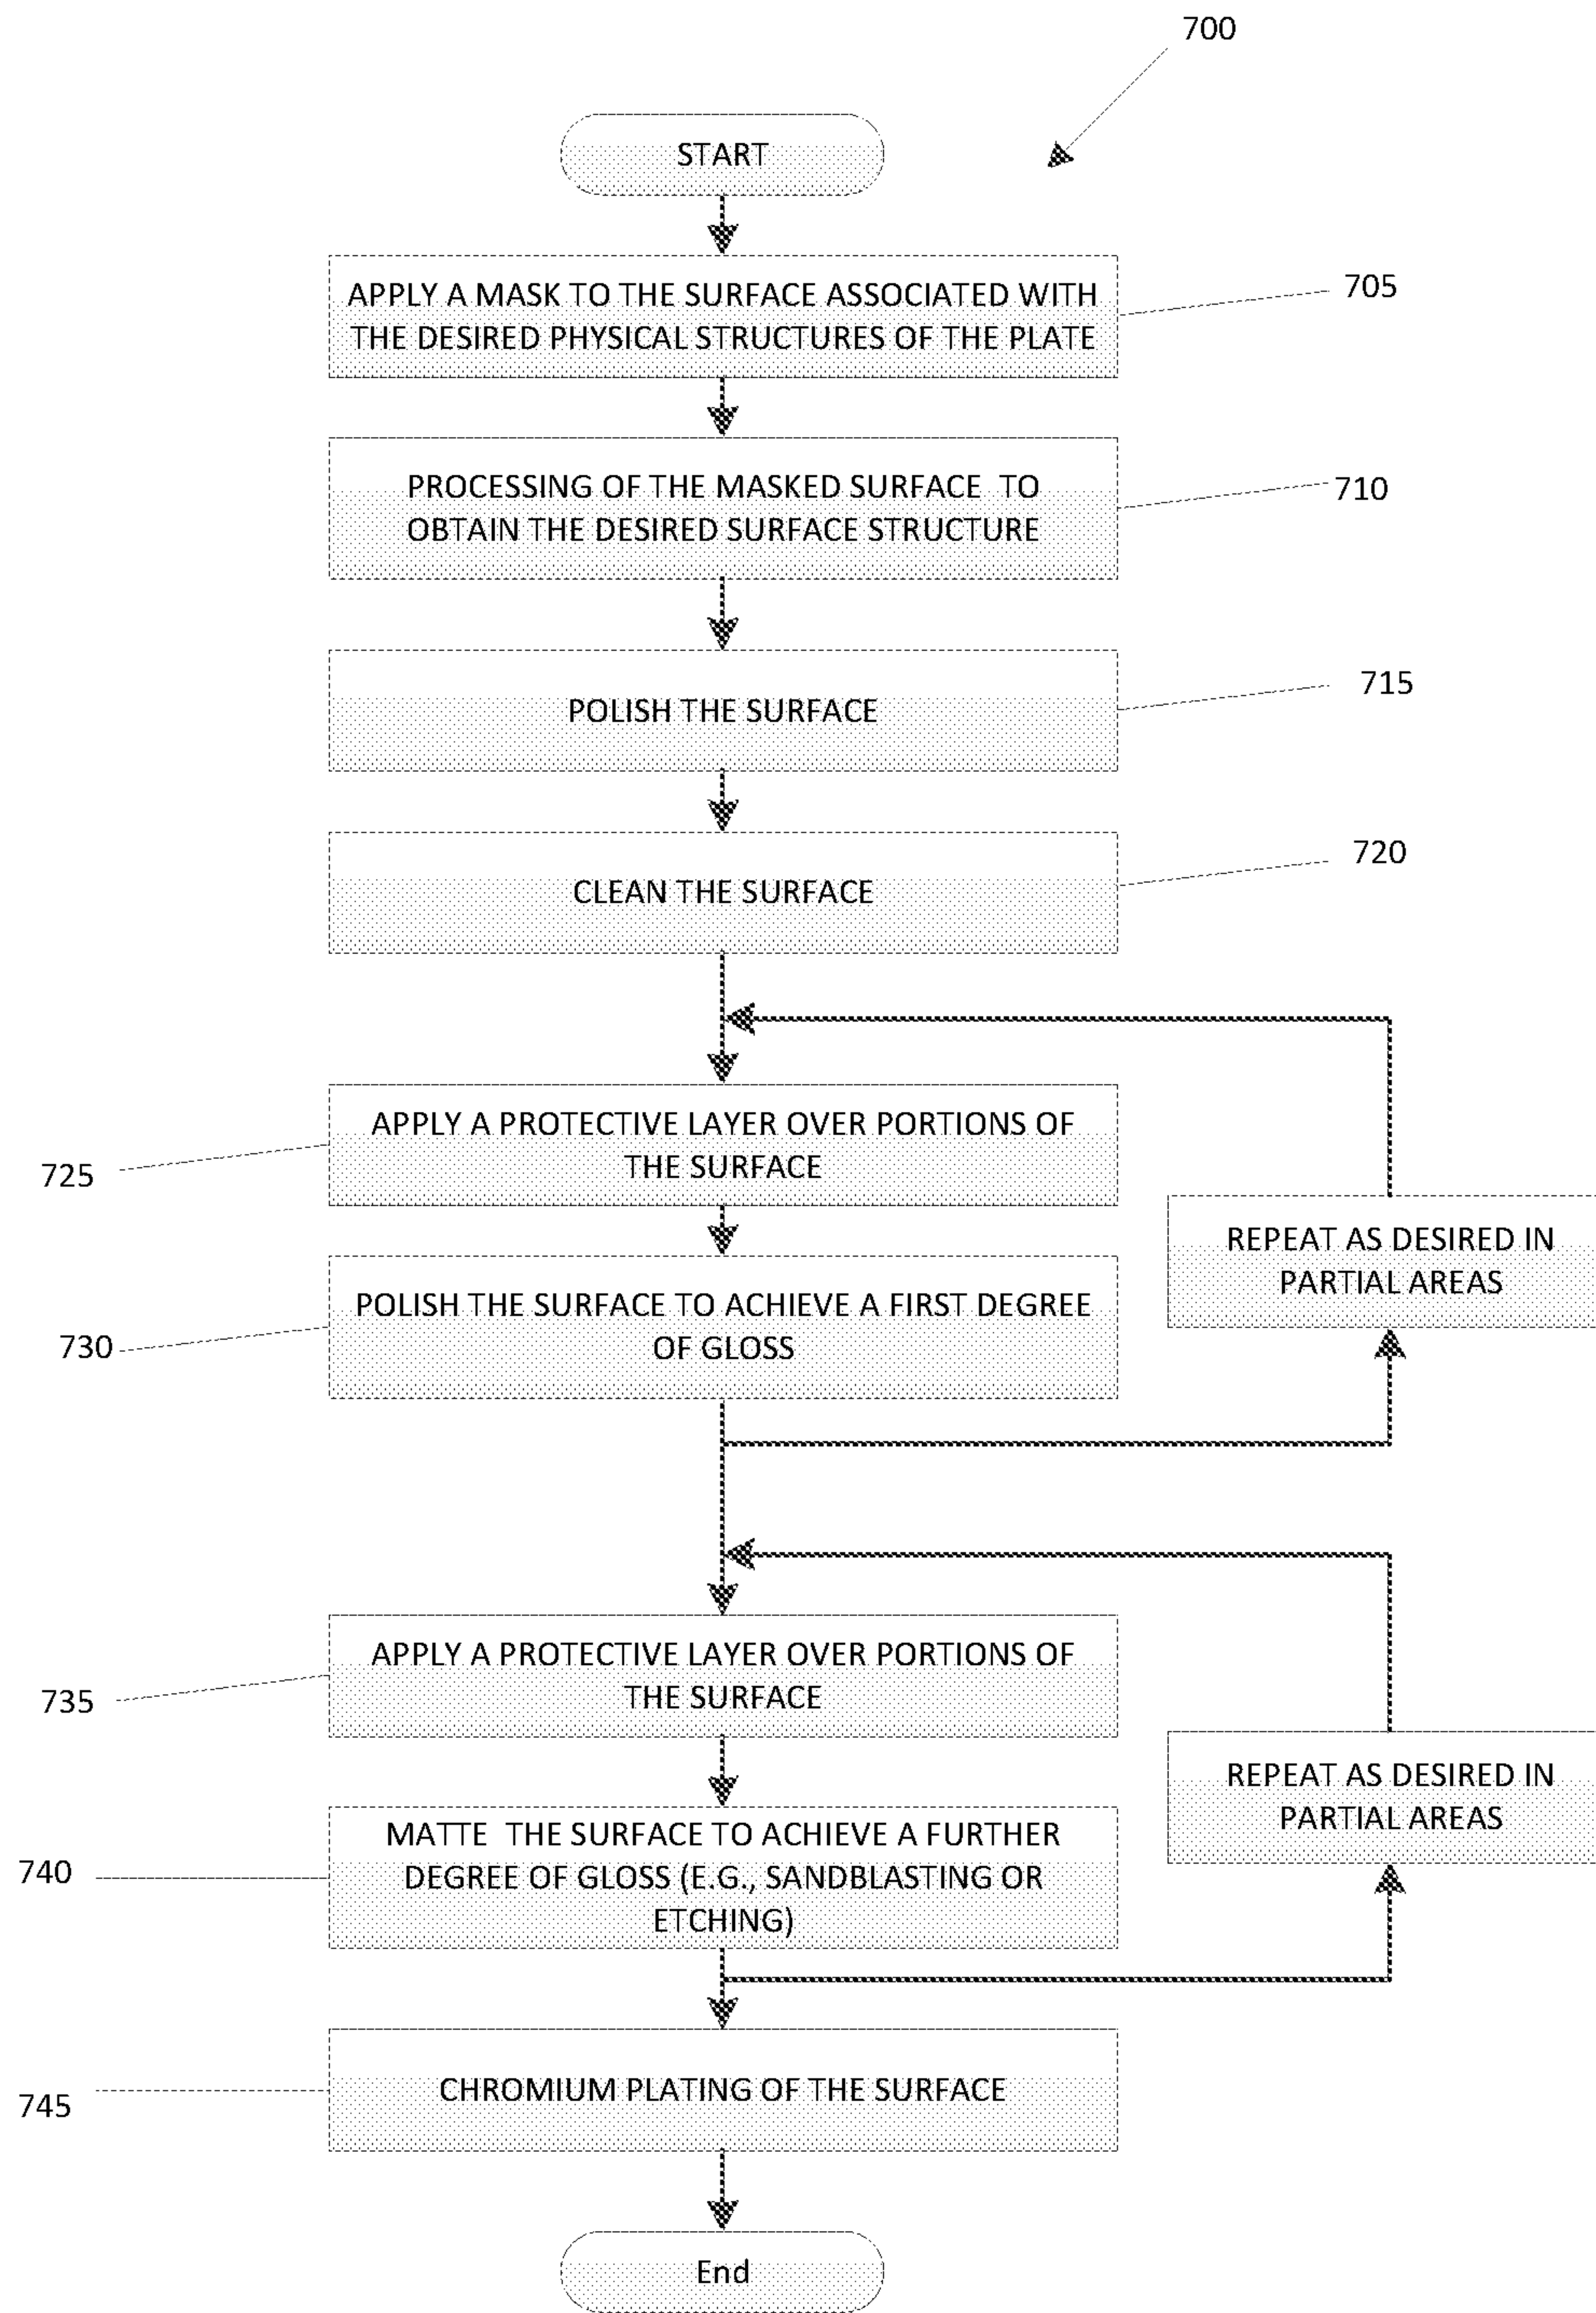 700
START
APPLY A MASK TO THE SURFACE ASSOCIATED WITH
THE DESIRED PHYSICAL STRUCTURES OF THE PLATE
705
PROCESSING OF THE MASKED SURFACE TO
OBTAIN THE DESIRED SURFACE STRUCTURE
710
POLISH THE SURFACE
715
CLEAN THE SURFACE
720
APPLY A PROTECTIVE LAYER OVER PORTIONS OF
THE SURFACE
725
REPEAT AS DESIRED IN
PARTIAL AREAS
POLISH THE SURFACE TO ACHIEVE A FIRST DEGREE
OF GLOSS
730
APPLY A PROTECTIVE LAYER OVER PORTIONS OF
THE SURFACE
735
REPEAT AS DESIRED IN
PARTIAL AREAS
MATTE THE SURFACE TO ACHIEVE A FURTHER
DEGREE OF GLOSS (E.G., SANDBLASTING OR
ETCHING)
740
CHROMIUM PLATING OF THE SURFACE
745
End